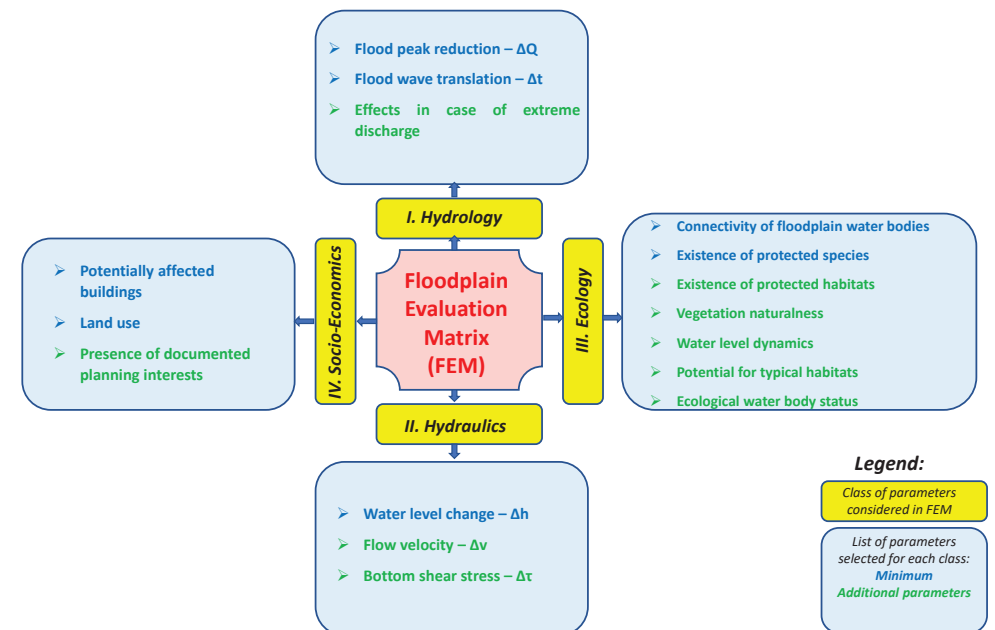 Flood peak reduction – ΔQ
Flood wave translation – Δt
Effects in case of extreme
discharge
I. Hydrology
Potentially affected
buildings
Land use
Presence of documented
planning interests
IV. Socio-Economics
Floodplain
Evaluation
Matrix
(FEM)
III. Ecology
Connectivity of floodplain water bodies
Existence of protected species
Existence of protected habitats
Vegetation naturalness
Water level dynamics
Potential for typical habitats
Ecological water body status
II. Hydraulics
Water level change – Δh
Flow velocity – Δv
Bottom shear stress – Δτ
Legend:
Class of parameters
considered in FEM
List of parameters
selected for each class:
Minimum
Additional parameters